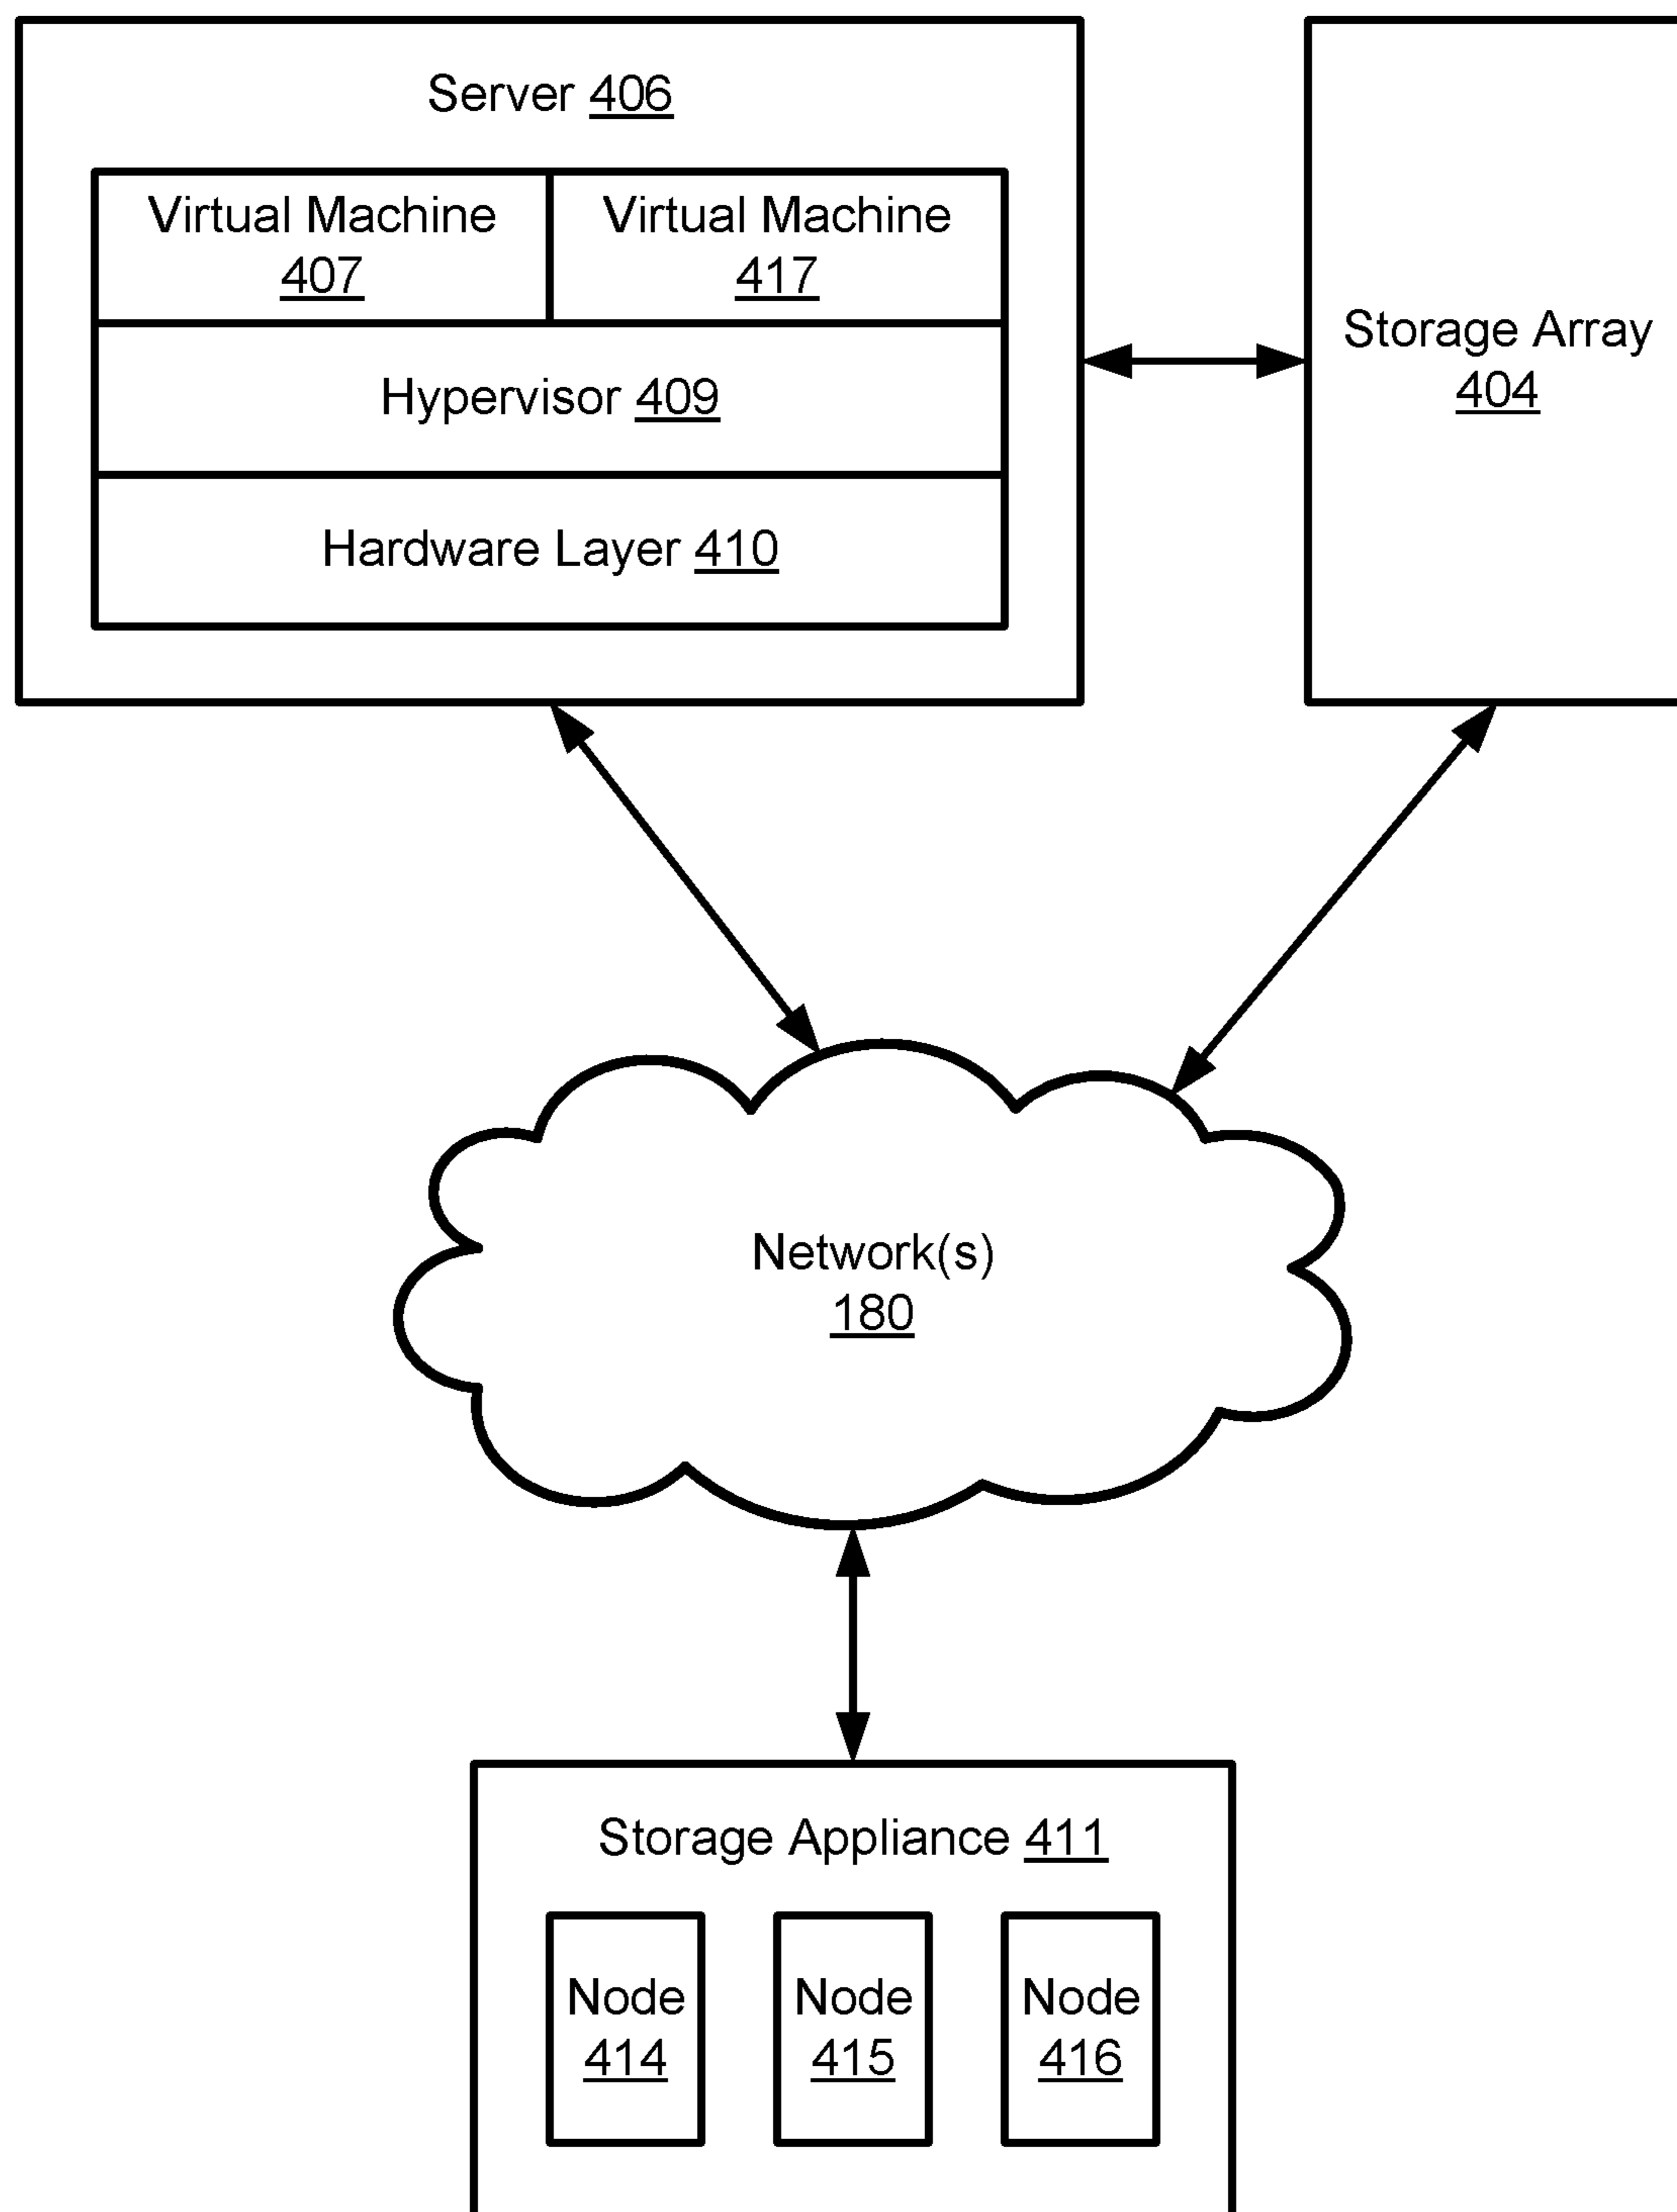 Server 406
Virtual Machine
407
Virtual Machine
417
Hypervisor 409
Hardware Layer 410
Storage Array
404
Network(s)
180
Storage Appliance 411
Node
414
Node
415
Node
416